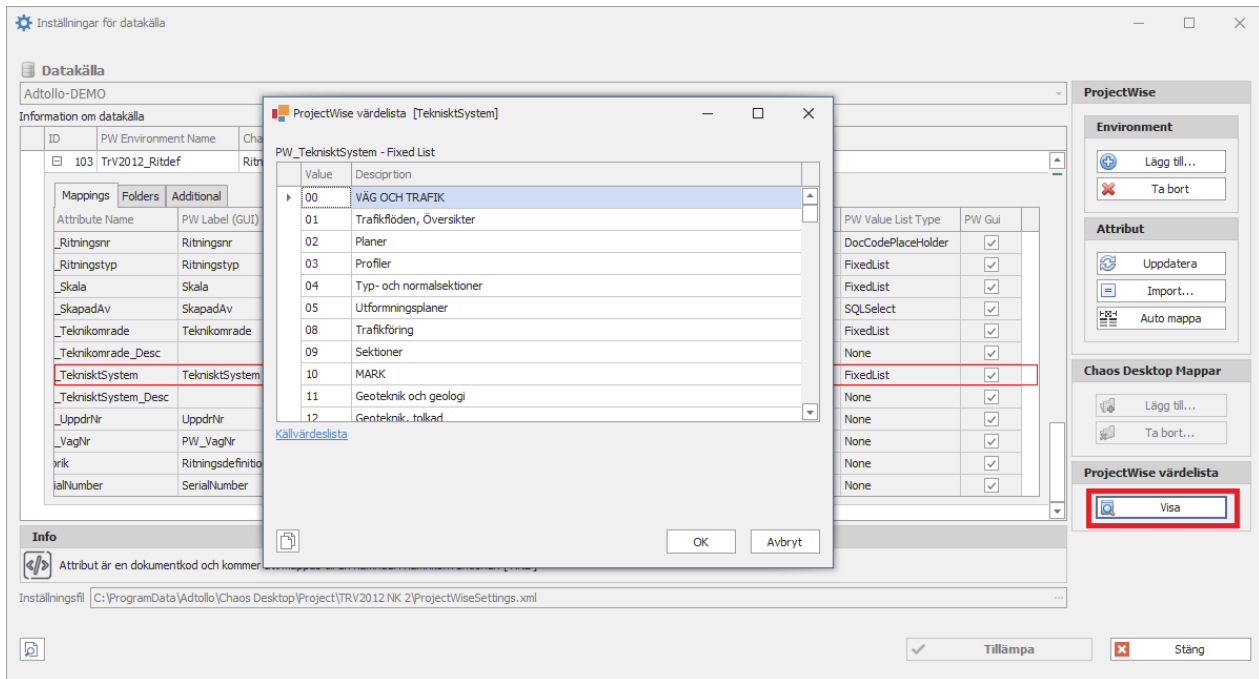 Inställningar för datakälla
Datakälla
Adtollo-DEMO
Information om datakälla
ID PW Environment Name Cha
103 TrV2012_Ritdef Ritn
Mappings Folders Additional
Attribute Name PW Label (GUI) PW Value List Type PW Gui
_Ritningsnr Ritningsnr DocCodePlaceHolder
_Ritningstyp Ritningstyp FixedList
_Skala Skala FixedList
_SkapadAv SkapadAv SQLSelect
_Teknikomrade Teknikomrade FixedList
_Teknikomrade_Desc None
_TeknisktSystem TeknisktSystem FixedList
_TeknisktSystem_Desc None
_UppdrNr UppdrNr None
_VagNr PW_VagNr None
rik Ritningsdefinitio None
ialNumber SerialNumber None
ProjectWise värdelista [TeknisktSystem]
PW_TeknisktSystem - Fixed List
Value Desciprtion
00 VÄG OCH TRAFIK
01 Trafikflöden, Översikter
02 Planer
03 Profiler
04 Typ- och normalsektioner
05 Utformningsplaner
08 Trafikföring
09 Sektioner
10 MARK
11 Geoteknik och geologi
12 Geoteknik, tolkad
Källvärdeslista
OK Avbryt
ProjectWise
Environment
Lägg till...
Ta bort
Attribut
Uppdatera
Import...
Auto mappa
Chaos Desktop Mappar
Lägg till...
Ta bort...
ProjectWise värdelista
Visa
Info
Attribut är en dokumentkod och kommer
Inställningsfil C:\ProgramData\Adtollo\Chaos Desktop\Project\TRV2012 NK 2\ProjectWiseSettings.xml
Tillämpa Stäng